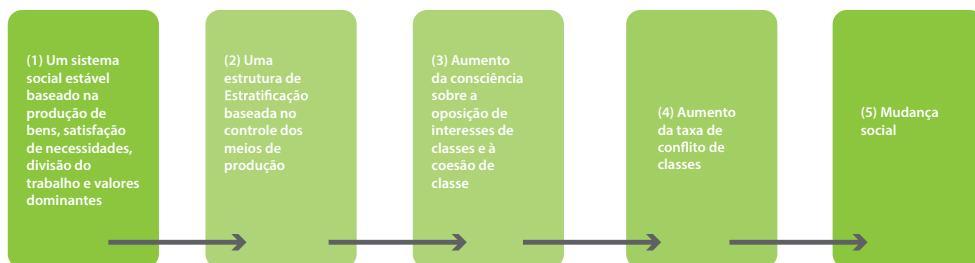 (1) Um sistema
social estável
baseado na
produção de
bens, satisfação
de necessidades,
divisão do
trabalho e valores
dominantes
(2) Uma
estrutura de
Estratificação
baseada no
controle dos
meios de
produção
(3) Aumento
da consciência
sobre a
oposição de
interesses de
classes e à
coesão de
classe
(4) Aumento
da taxa de
conflito de
classes
(5) Mudança
social